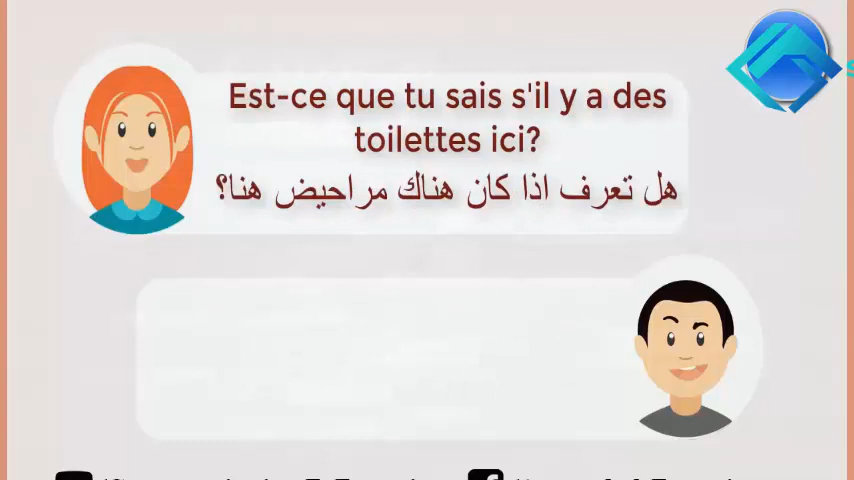 Est-ce que tu sais s'il y a des
toilettes ici?
هل تعرف اذا كان هناك مراحيض هنا؟